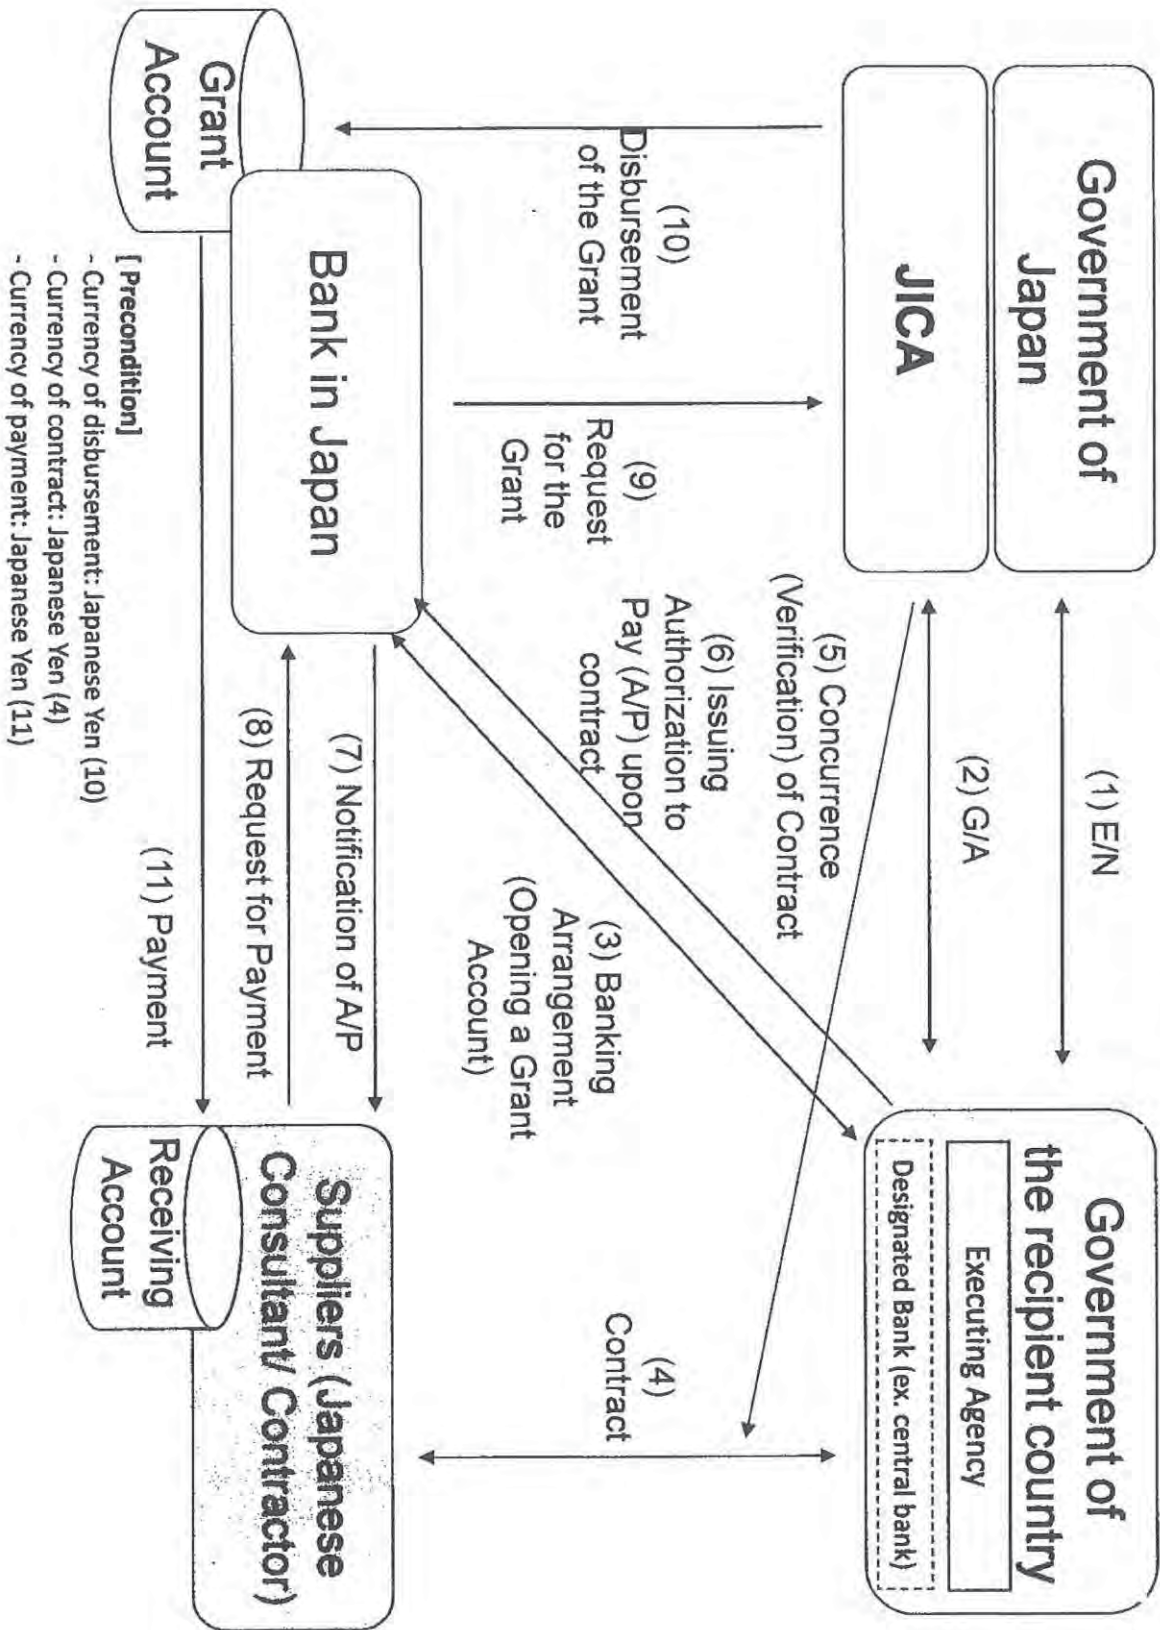 Government of
Japan
JICA
(1) E/N
(2) G/A
Government of
the recipient country
Executing Agency
Designated Bank (ex. central bank)
(5) Concurrence
(Verification) of Contract
(6) Issuing
Authorization to
Pay (A/P) upon
contract
(10)
Disbursement
of the Grant
(9)
Request
for the
Grant
(3) Banking
Arrangement
(Opening a Grant
Account)
(4)
Contract
Bank in Japan
Grant
Account
(7) Notification of A/P
(8) Request for Payment
(11) Payment
Suppliers (Japanese
Consultant/ Contractor)
Receiving
Account
[ Precondition]
- Currency of disbursement: Japanese Yen (10)
- Currency of contract: Japanese Yen (4)
- Currency of payment: Japanese Yen (11)